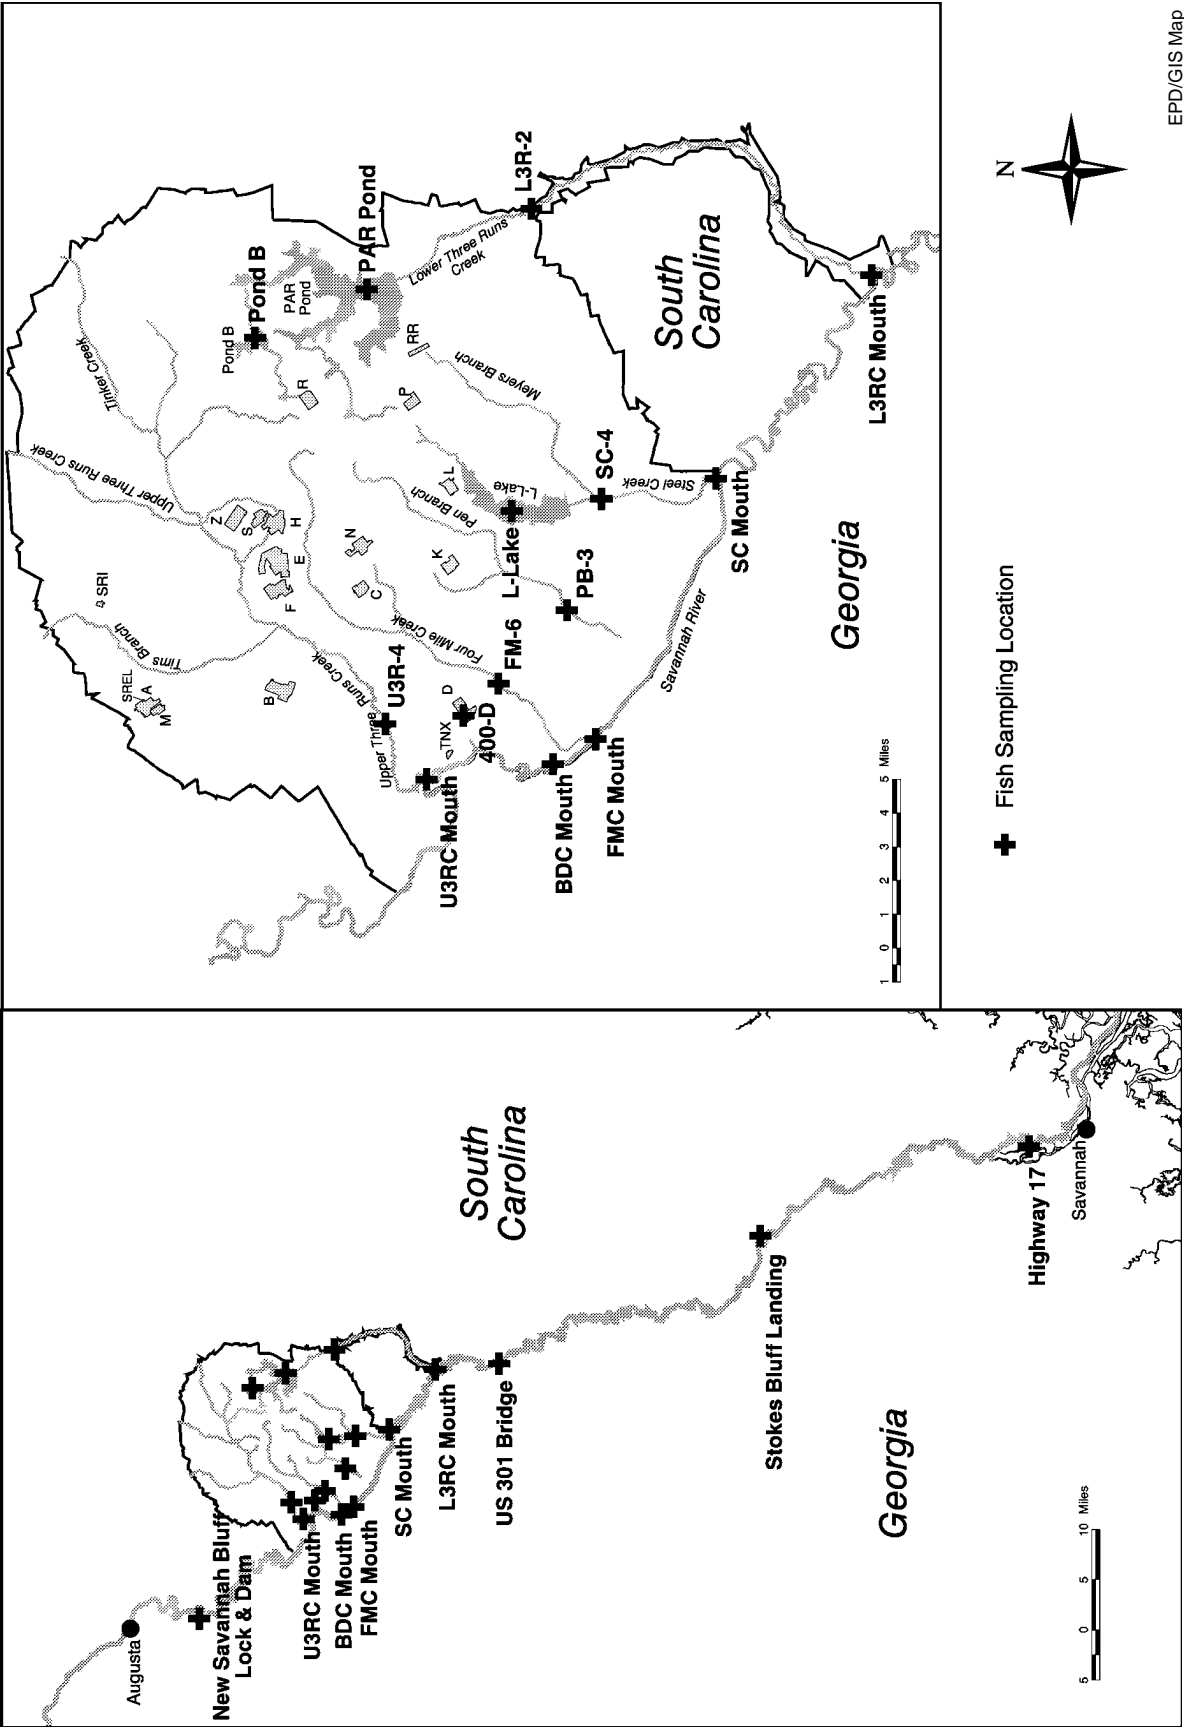 Augusta
New Savannah Bluff
Lock & Dam
U3RC Mouth
BDC Mouth
FMC Mouth
SC Mouth
L3RC Mouth
US 301 Bridge
Stokes Bluff Landing
Highway 17
Savannah
South
Carolina
Georgia
5 0 5 10 Miles
SREL
A
M
SRI
Tims Branch
Upper Three Runs Creek
Tinker Creek
B
F
E
H
S
Z
Pond B
Pond B
PAR
Pond
PAR Pond
R
P
RR
Upper Three
Runs Creek
U3R-4
U3RC Mouth
TNX
D
400-D
Four Mile Creek
FM-6
C
N
K
L
Pen Branch
L-Lake
L-Lake
PB-3
Meyers Branch
SC-4
Steel Creek
Lower Three Runs
Creek
L3R-2
BDC Mouth
FMC Mouth
Savannah River
SC Mouth
L3RC Mouth
South
Carolina
Georgia
1 0 1 2 3 4 5 Miles
Fish Sampling Location
N
EPD/GIS Map